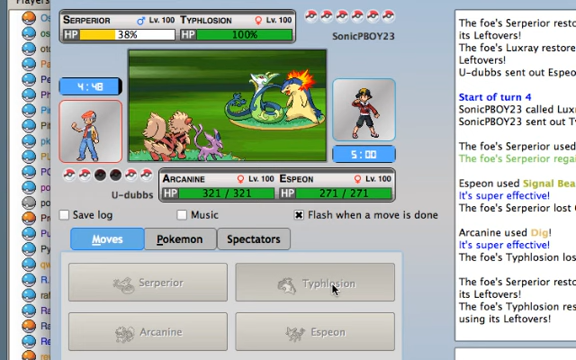 Players
SERPERIOR ♂ Lv. 100 TYPHLOSION ♀ Lv. 100
HP 38% HP 100%
SonicPBOY23
4:48
5:00
ARCANINE ♀ Lv. 100 ESPEON ♀ Lv. 100
HP 321 / 321 HP 271 / 271
U-dubbs
Save log Music Flash when a move is done
Moves Pokemon Spectators
Serperior Typhlosion
Arcanine Espeon
The foe's Serperior resto
its Leftovers!
The foe's Luxray restore
Leftovers!
U-dubbs sent out Espeo
Start of turn 4
SonicPBOY23 called Lux
SonicPBOY23 sent out Ty
The foe's Serperior used
The foe's Serperior regai
Espeon used Signal Bea
It's super effective!
The foe's Serperior lost
Arcanine used Dig!
It's super effective!
The foe's Typhlosion los
The foe's Serperior rest
its Leftovers!
The foe's Typhlosion res
using its Leftovers!